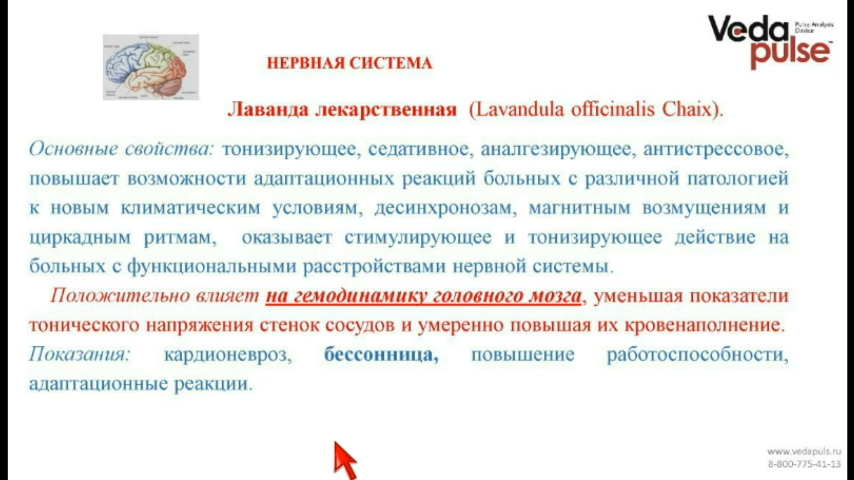 Veda
pulse™
Pulse Analysis
Device
НЕРВНАЯ СИСТЕМА
Лаванда лекарственная (Lavandula officinalis Chaix).
Основные свойства: тонизирующее, седативное, аналгезирующее, антистрессовое,
повышает возможности адаптационных реакций больных с различной патологией
к новым климатическим условиям, десинхронозам, магнитным возмущениям и
циркадным ритмам, оказывает стимулирующее и тонизирующее действие на
больных с функциональными расстройствами нервной системы.
Положительно влияет на гемодинамику головного мозга, уменьшая показатели
тонического напряжения стенок сосудов и умеренно повышая их кровенаполнение.
Показания: кардионевроз, бессонница, повышение работоспособности,
адаптационные реакции.
www.vedapuls.ru
8-800-775-41-13